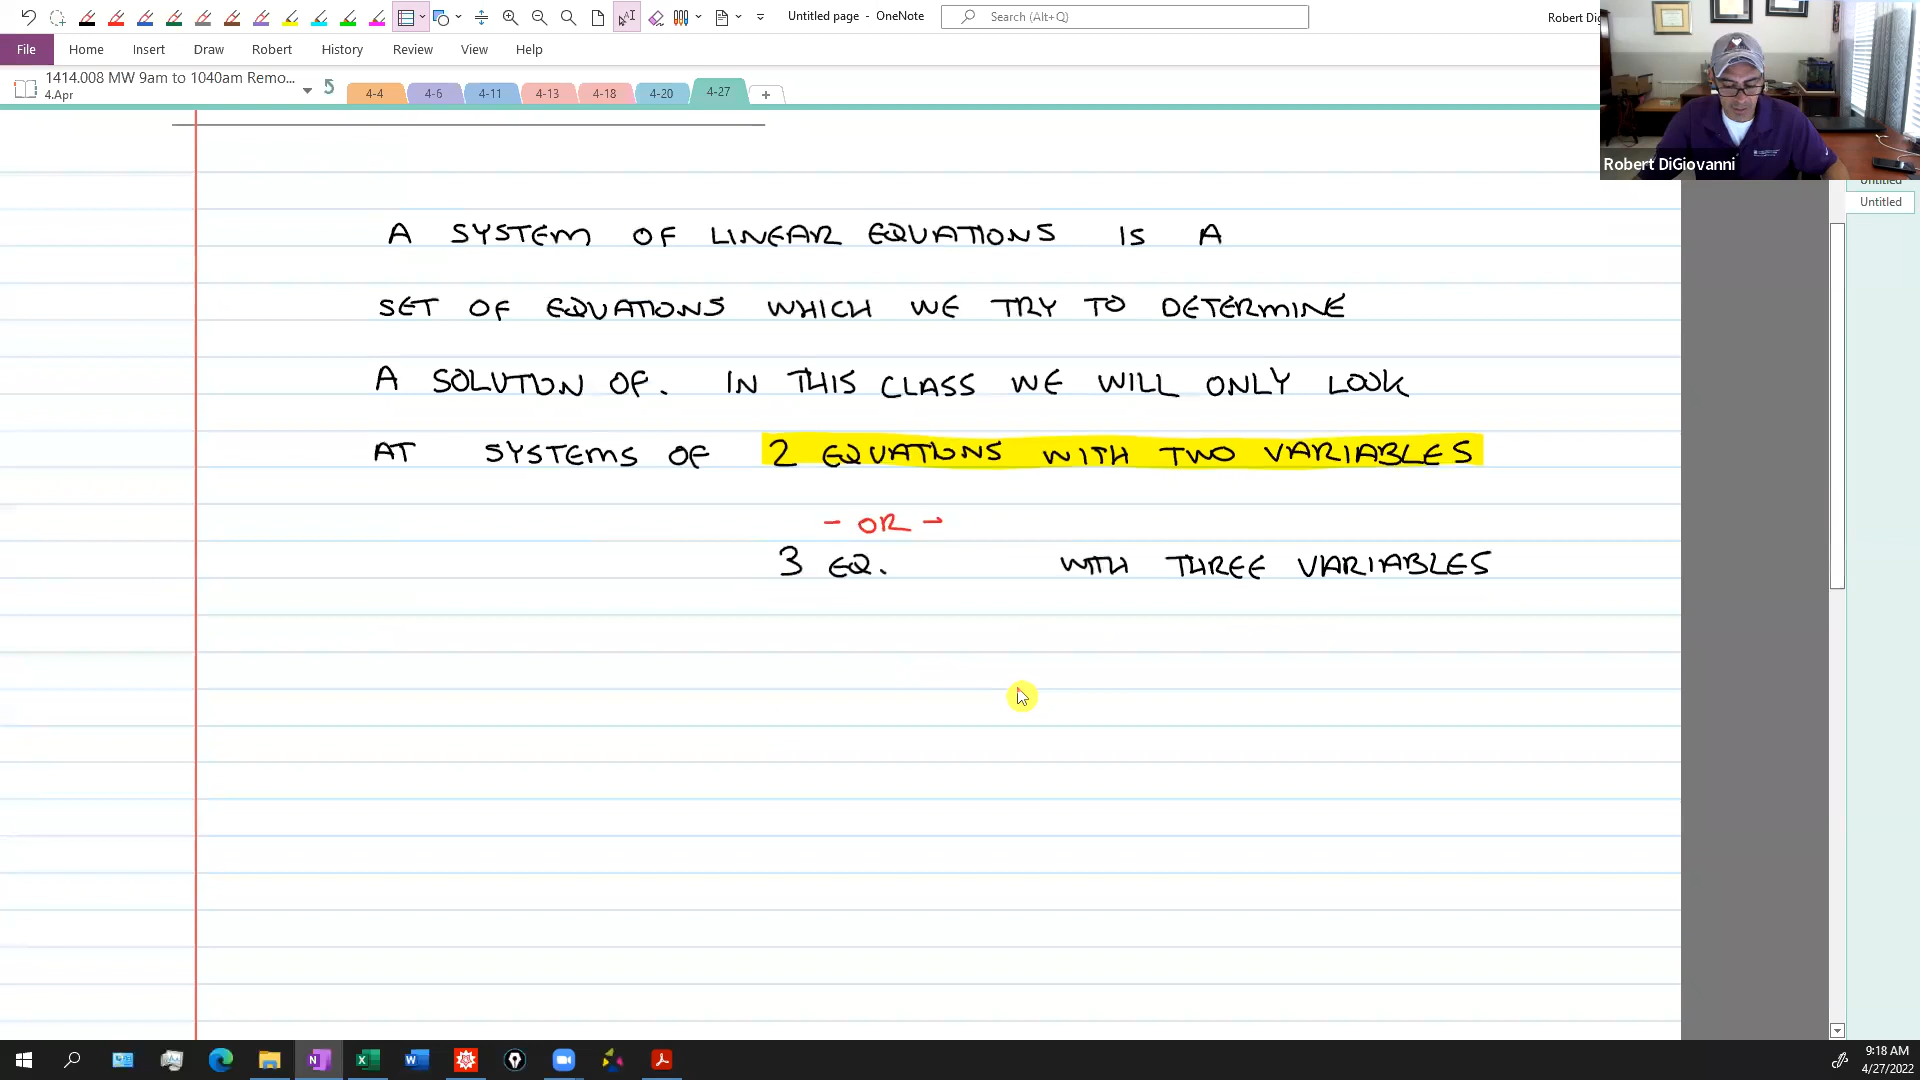 Untitled page - OneNote
Search (Alt+Q)
File Home Insert Draw Robert History Review View Help
1414.008 MW 9am to 1040am Remo...
4.Apr
4-4 4-6 4-11 4-13 4-18 4-20 4-27
Robert DiGiovanni
Untitled
A SYSTEM OF LINEAR EQUATIONS IS A
SET OF EQUATIONS WHICH WE TRY TO DETERMINE
A SOLUTION OF. IN THIS CLASS WE WILL ONLY LOOK
AT SYSTEMS OF 2 EQUATIONS WITH TWO VARIABLES
- OR -
3 EQ. WITH THREE VARIABLES
9:18 AM
4/27/2022